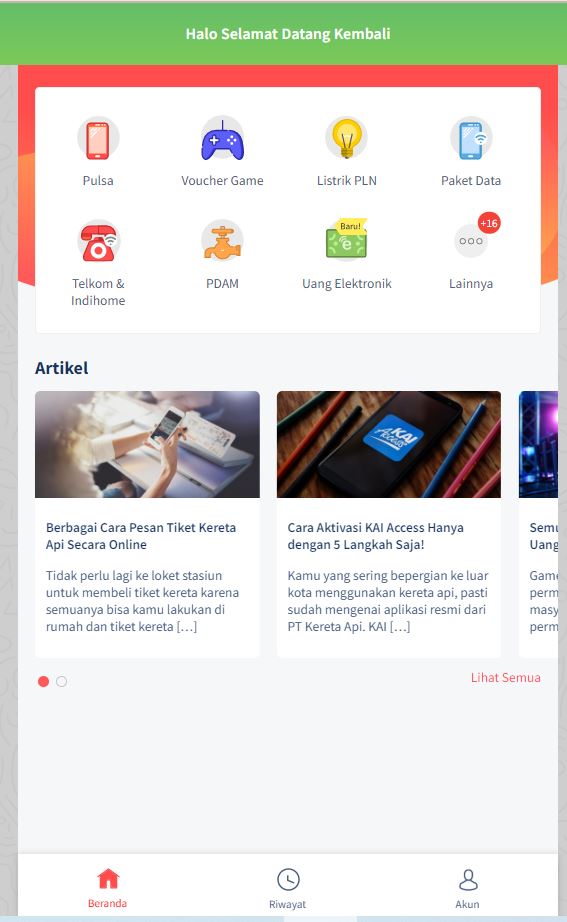 Halo Selamat Datang Kembali
Pulsa
Voucher Game
Listrik PLN
Paket Data
Telkom &
Indihome
PDAM
Baru!
Uang Elektronik
+16
Lainnya
Artikel
KAI
Access
Berbagai Cara Pesan Tiket Kereta
Api Secara Online
Tidak perlu lagi ke loket stasiun
untuk membeli tiket kereta karena
semuanya bisa kamu lakukan di
rumah dan tiket kereta […]
Cara Aktivasi KAI Access Hanya
dengan 5 Langkah Saja!
Kamu yang sering bepergian ke luar
kota menggunakan kereta api, pasti
sudah mengenai aplikasi resmi dari
PT Kereta Api. KAI […]
Semu
Uang
Game
perm
masy
perm
Lihat Semua
Beranda
Riwayat
Akun